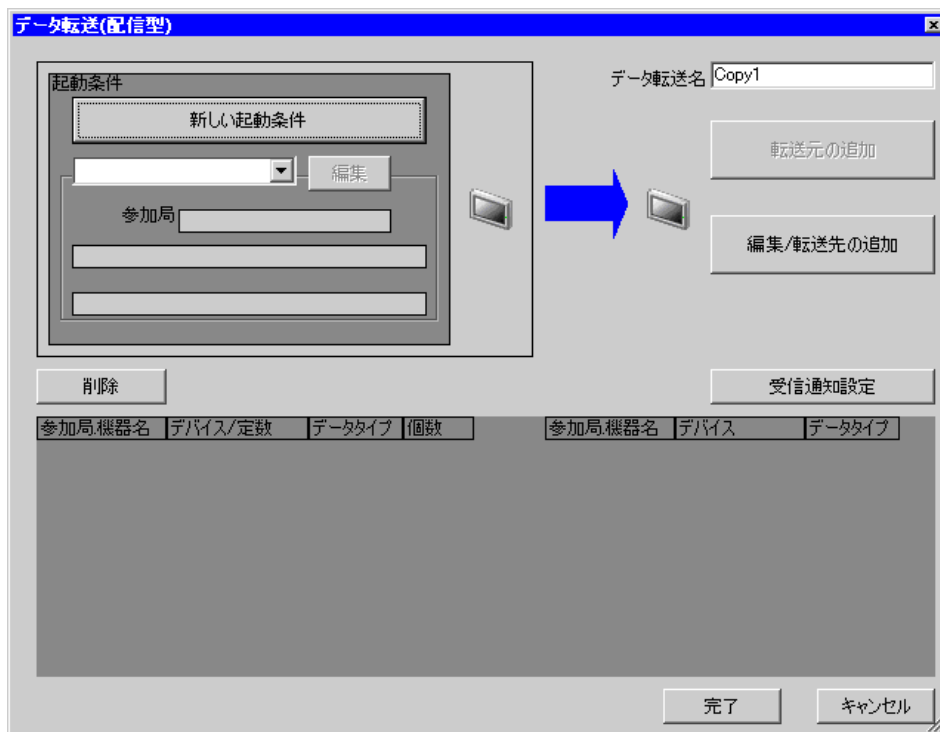 データ転送(配信型)
起動条件
新しい起動条件
編集
参加局
データ転送名 Copy1
転送元の追加
編集/転送先の追加
削除
受信通知設定
参加局.機器名 デバイス/定数 データタイプ 個数
参加局.機器名 デバイス データタイプ
完了
キャンセル